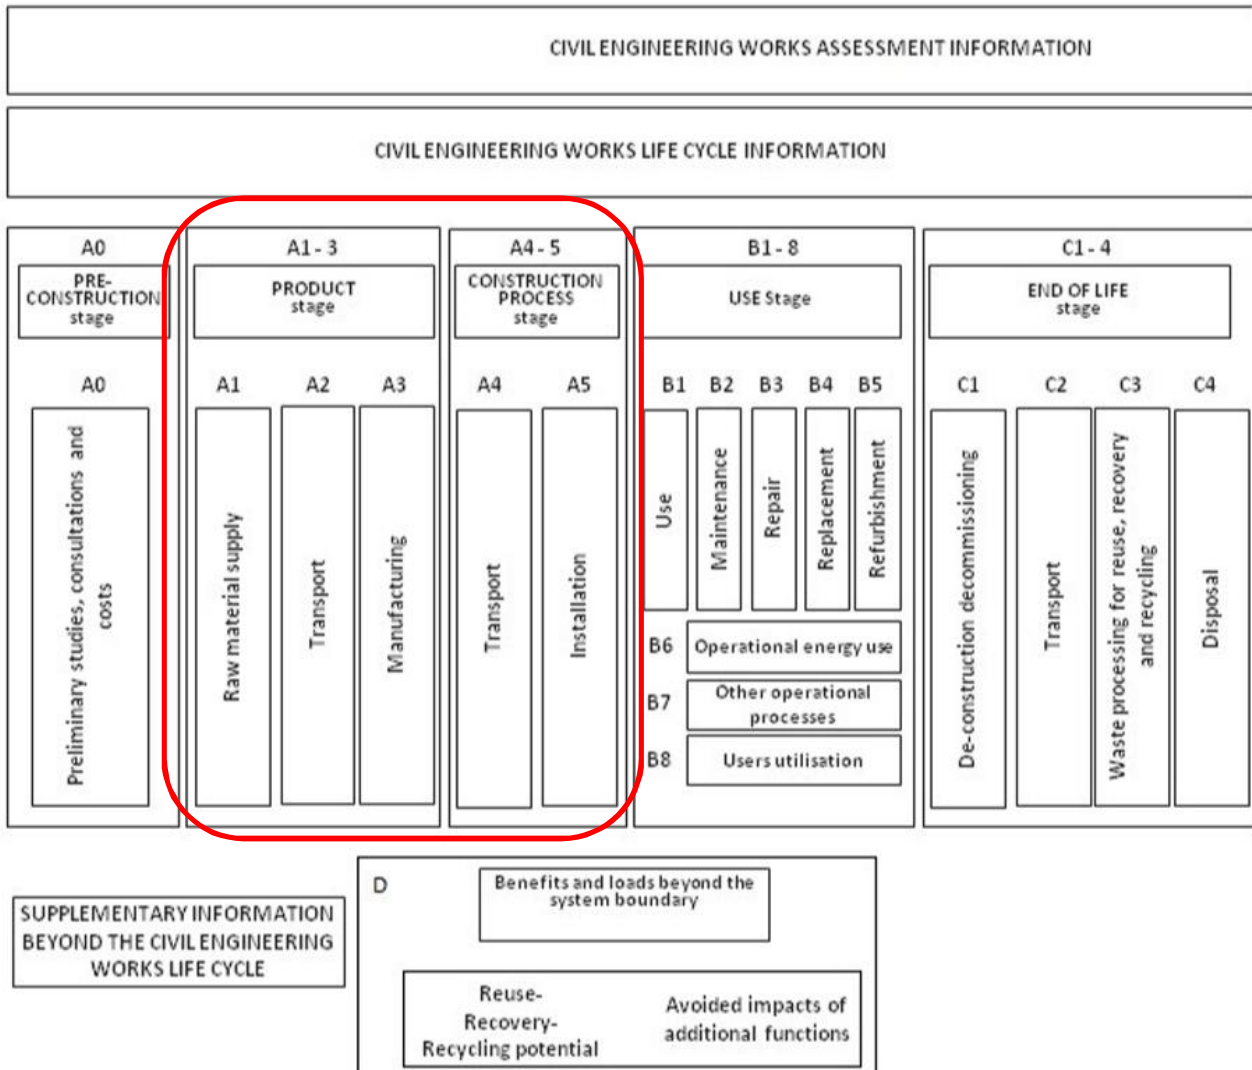 CIVIL ENGINEERING WORKS ASSESSMENT INFORMATION
CIVIL ENGINEERING WORKS LIFE CYCLE INFORMATION
A0
PRE-
CONSTRUCTION
stage
A0
Preliminary studies, consultations and
costs
A1 - 3
PRODUCT
stage
A1
A2
A3
Raw material supply
Transport
Manufacturing
A4 - 5
CONSTRUCTION
PROCESS
stage
A4
A5
Transport
Installation
B1 - 8
USE Stage
B1
B2
B3
B4
B5
Use
Maintenance
Repair
Replacement
Refurbishment
B6
Operational energy use
B7
Other operational
processes
B8
Users utilisation
C1 - 4
END OF LIFE
stage
C1
C2
C3
C4
De-construction decommissioning
Transport
Waste processing for reuse, recovery
and recycling
Disposal
SUPPLEMENTARY INFORMATION
BEYOND THE CIVIL ENGINEERING
WORKS LIFE CYCLE
D
Benefits and loads beyond the
system boundary
Reuse-
Recovery-
Recycling potential
Avoided impacts of
additional functions